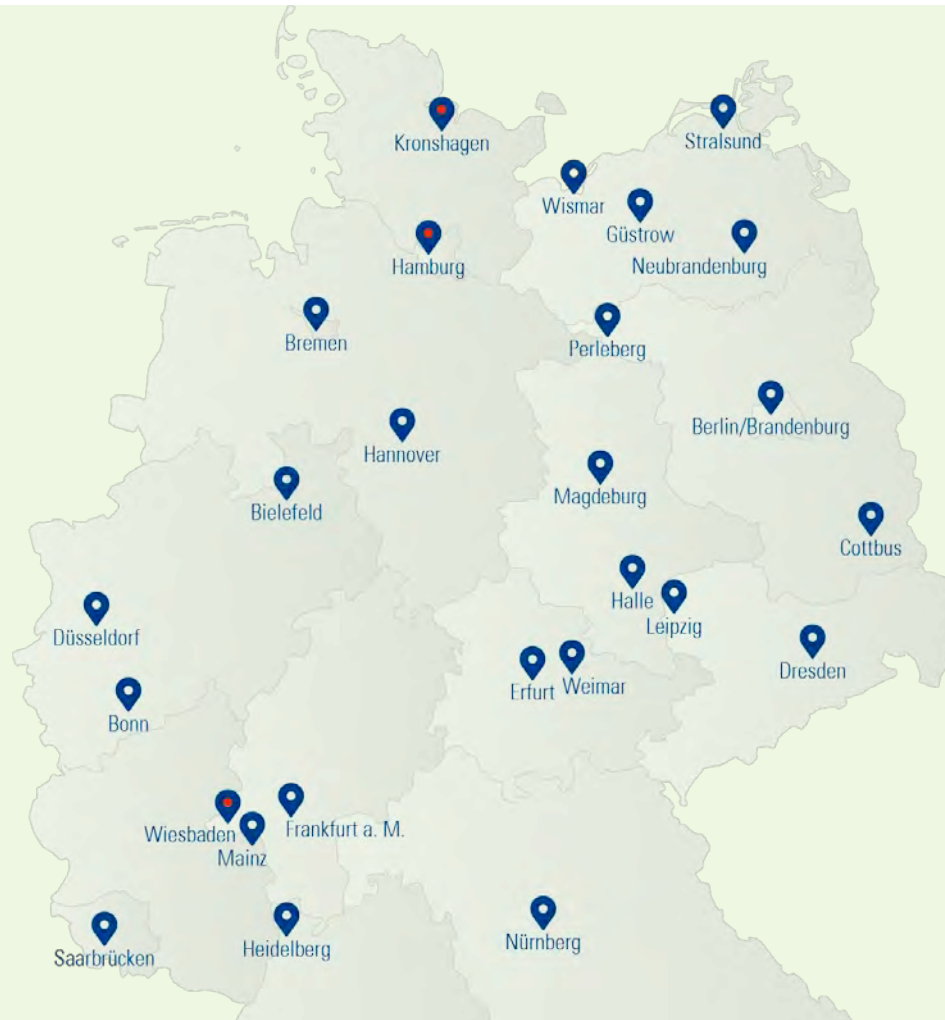 Kronshagen
Stralsund
Wismar
Güstrow
Hamburg
Neubrandenburg
Bremen
Perleberg
Berlin/Brandenburg
Hannover
Magdeburg
Bielefeld
Cottbus
Halle
Leipzig
Düsseldorf
Dresden
Erfurt
Weimar
Bonn
Wiesbaden
Frankfurt a. M.
Mainz
Saarbrücken
Heidelberg
Nürnberg